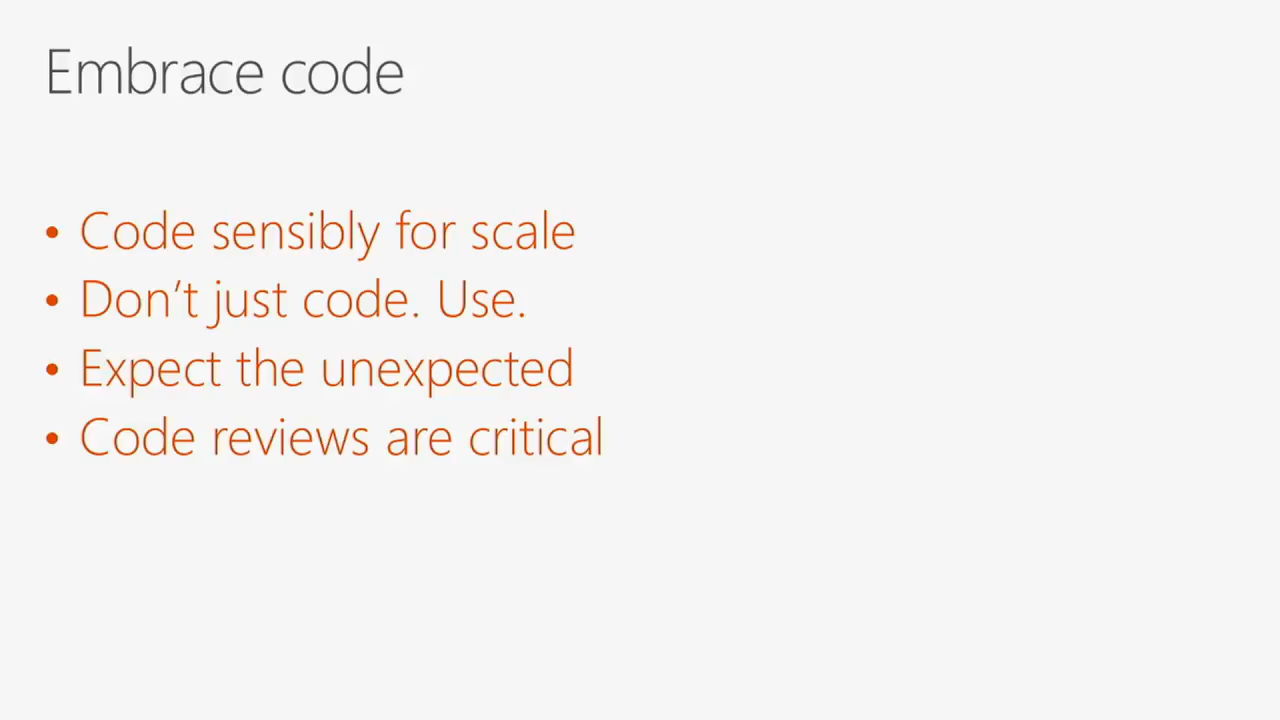 Embrace code
• Code sensibly for scale
• Don’t just code. Use.
• Expect the unexpected
• Code reviews are critical